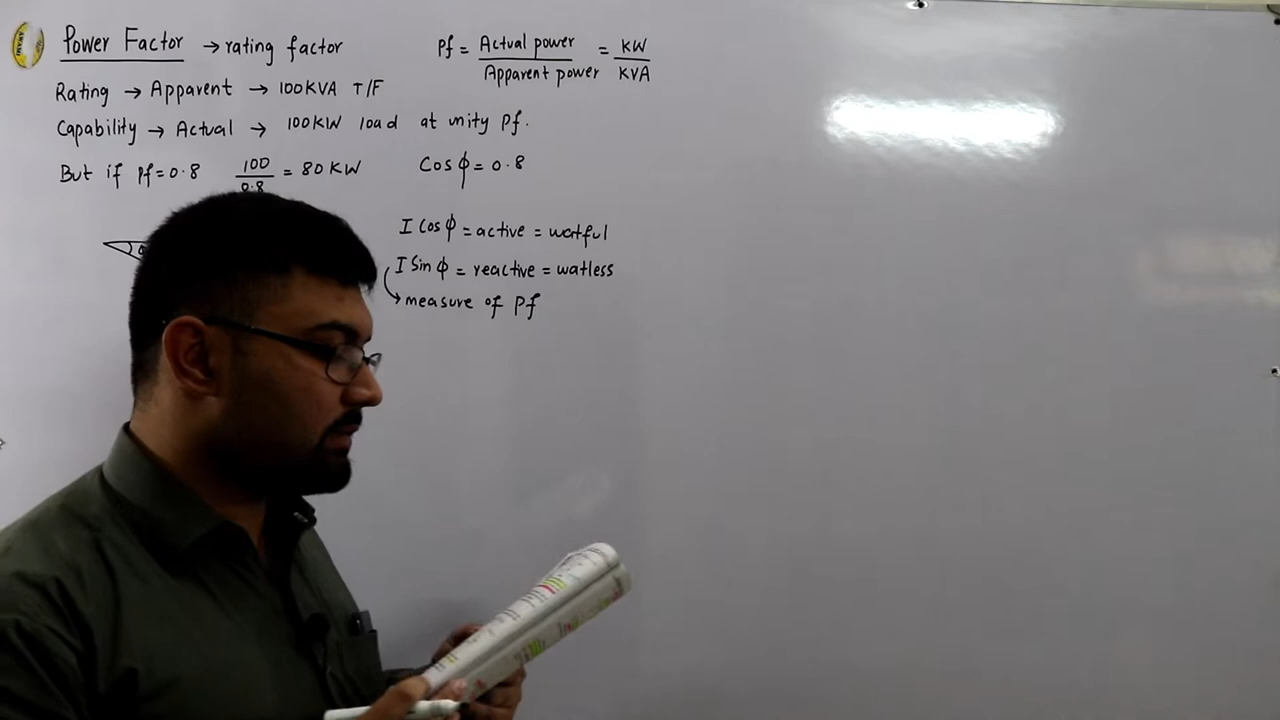 Power Factor → rating factor
Pf = Actual power / Apparent power = KW / KVA
Rating → Apparent → 100KVA T/F
Capability → Actual → 100KW load at unity Pf.
But if Pf=0.8 100/0.8 = 80 KW Cos ϕ = 0.8
I Cos ϕ = active = watful
I Sin ϕ = reactive = watless
→ measure of Pf